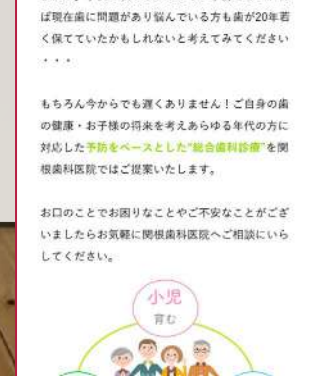 ば現在歯に問題があり悩んでいる方も歯が20年若
く保てていたかもしれないと考えてみてください
・・・
もちろん今からでも遅くありません！ご自身の歯
の健康・お子様の将来を考えあらゆる年代の方に
対応した予防をベースとした“総合歯科診療”を関
根歯科医院ではご提案いたします。
お口のことでお困りなことやご不安なことがござ
いましたらお気軽に関根歯科医院へご相談にいら
してください。
小児
育む